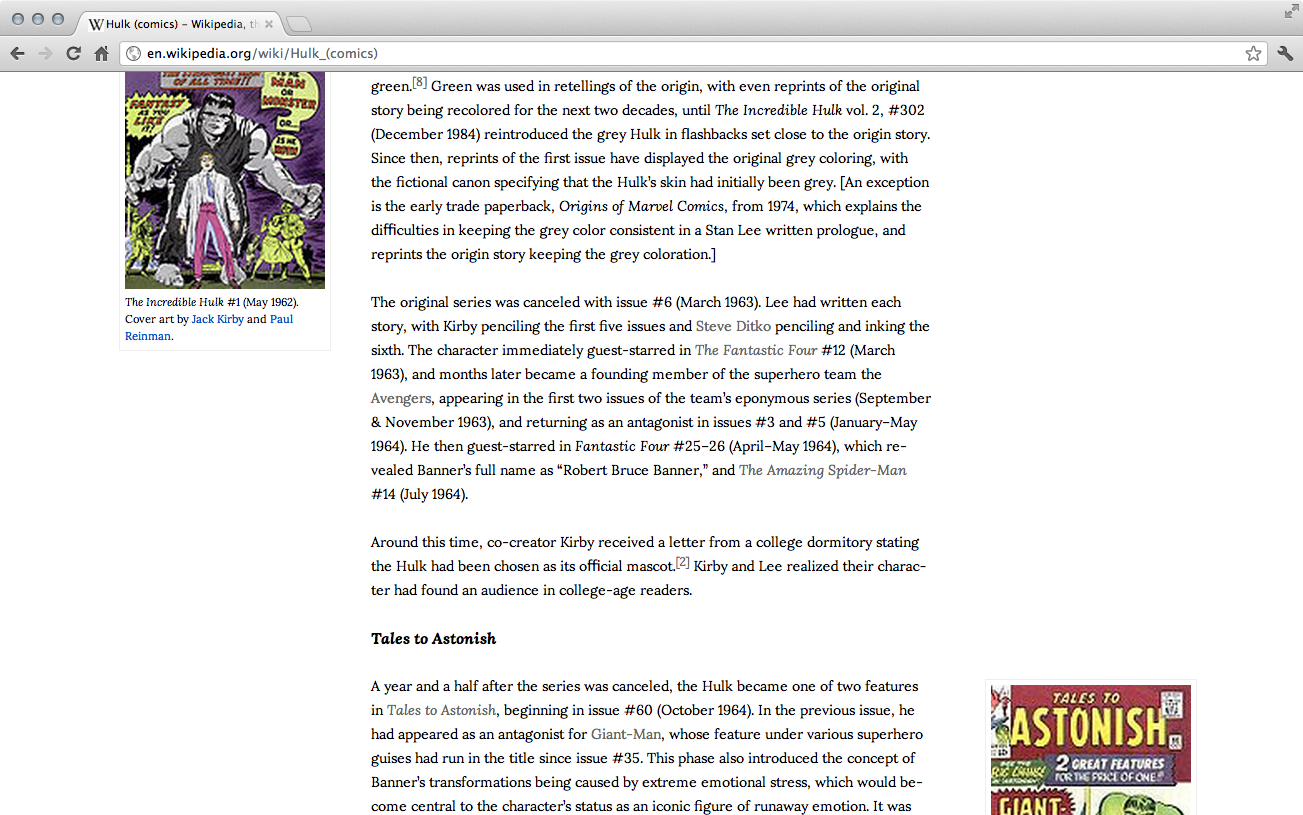 Hulk (comics) – Wikipedia, th
en.wikipedia.org/wiki/Hulk_(comics)
THE STRANGEST MAN
OF ALL TIME!!
IS HE
MAN
OR
MONSTER
OR...
IS HE
BOTH
FANTASY
AS YOU
LIKE
IT!
The Incredible Hulk #1 (May 1962).
Cover art by Jack Kirby and Paul
Reinman.
green.[8] Green was used in retellings of the origin, with even reprints of the original
story being recolored for the next two decades, until The Incredible Hulk vol. 2, #302
(December 1984) reintroduced the grey Hulk in flashbacks set close to the origin story.
Since then, reprints of the first issue have displayed the original grey coloring, with
the fictional canon specifying that the Hulk’s skin had initially been grey. [An exception
is the early trade paperback, Origins of Marvel Comics, from 1974, which explains the
difficulties in keeping the grey color consistent in a Stan Lee written prologue, and
reprints the origin story keeping the grey coloration.]
The original series was canceled with issue #6 (March 1963). Lee had written each
story, with Kirby penciling the first five issues and Steve Ditko penciling and inking the
sixth. The character immediately guest-starred in The Fantastic Four #12 (March
1963), and months later became a founding member of the superhero team the
Avengers, appearing in the first two issues of the team’s eponymous series (September
& November 1963), and returning as an antagonist in issues #3 and #5 (January–May
1964). He then guest-starred in Fantastic Four #25–26 (April–May 1964), which re-
vealed Banner’s full name as “Robert Bruce Banner,” and The Amazing Spider-Man
#14 (July 1964).
Around this time, co-creator Kirby received a letter from a college dormitory stating
the Hulk had been chosen as its official mascot.[2] Kirby and Lee realized their charac-
ter had found an audience in college-age readers.
Tales to Astonish
A year and a half after the series was canceled, the Hulk became one of two features
in Tales to Astonish, beginning in issue #60 (October 1964). In the previous issue, he
had appeared as an antagonist for Giant-Man, whose feature under various superhero
guises had run in the title since issue #35. This phase also introduced the concept of
Banner’s transformations being caused by extreme emotional stress, which would be-
come central to the character’s status as an iconic figure of runaway emotion. It was
TALES TO
ASTONISH
2 GREAT FEATURES
FOR THE PRICE OF ONE!
GIANT-